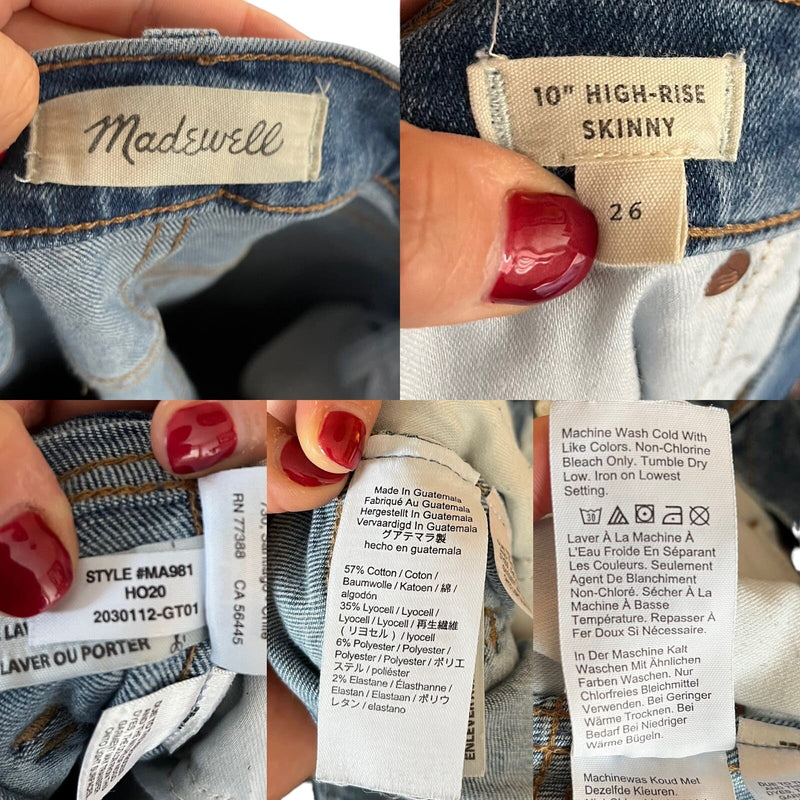 Madewell
10" HIGH-RISE
SKINNY
26
STYLE #MA981
HO20
2030112-GT01
LAVER OU PORTER
RN 77388 CA 56445
Made In Guatemala
Fabriqué Au Guatemala
Hergestellt In Guatemala
Vervaardigd In Guatemala
グアテマラ製
hecho en guatemala
57% Cotton / Coton /
Baumwolle / Katoen / 綿 /
algodón
35% Lyocell / Lyocell /
Lyocell / Lyocell / 再生繊維
( リヨセル ) / lyocell
6% Polyester / Polyester /
Polyester / Polyester / ポリエ
ステル / poliéster
2% Elastane / Élasthanne /
Elastan / Elastaan / ポリウ
レタン / elastano
Machine Wash Cold With
Like Colors. Non-Chlorine
Bleach Only. Tumble Dry
Low. Iron on Lowest
Setting.
30
Laver À La Machine À
L'Eau Froide En Séparant
Les Couleurs. Seulement
Agent De Blanchiment
Non-Chloré. Sécher À La
Machine À Basse
Température. Repasser À
Fer Doux Si Nécessaire.
In Der Maschine Kalt
Waschen Mit Ähnlichen
Farben Waschen. Nur
Chlorfreies Bleichmittel
Verwenden. Bei Geringer
Wärme Trocknen. Bei
Bedarf Bei Niedriger
Wärme Bügeln.
Machinewas Koud Met
Dezelfde Kleuren.